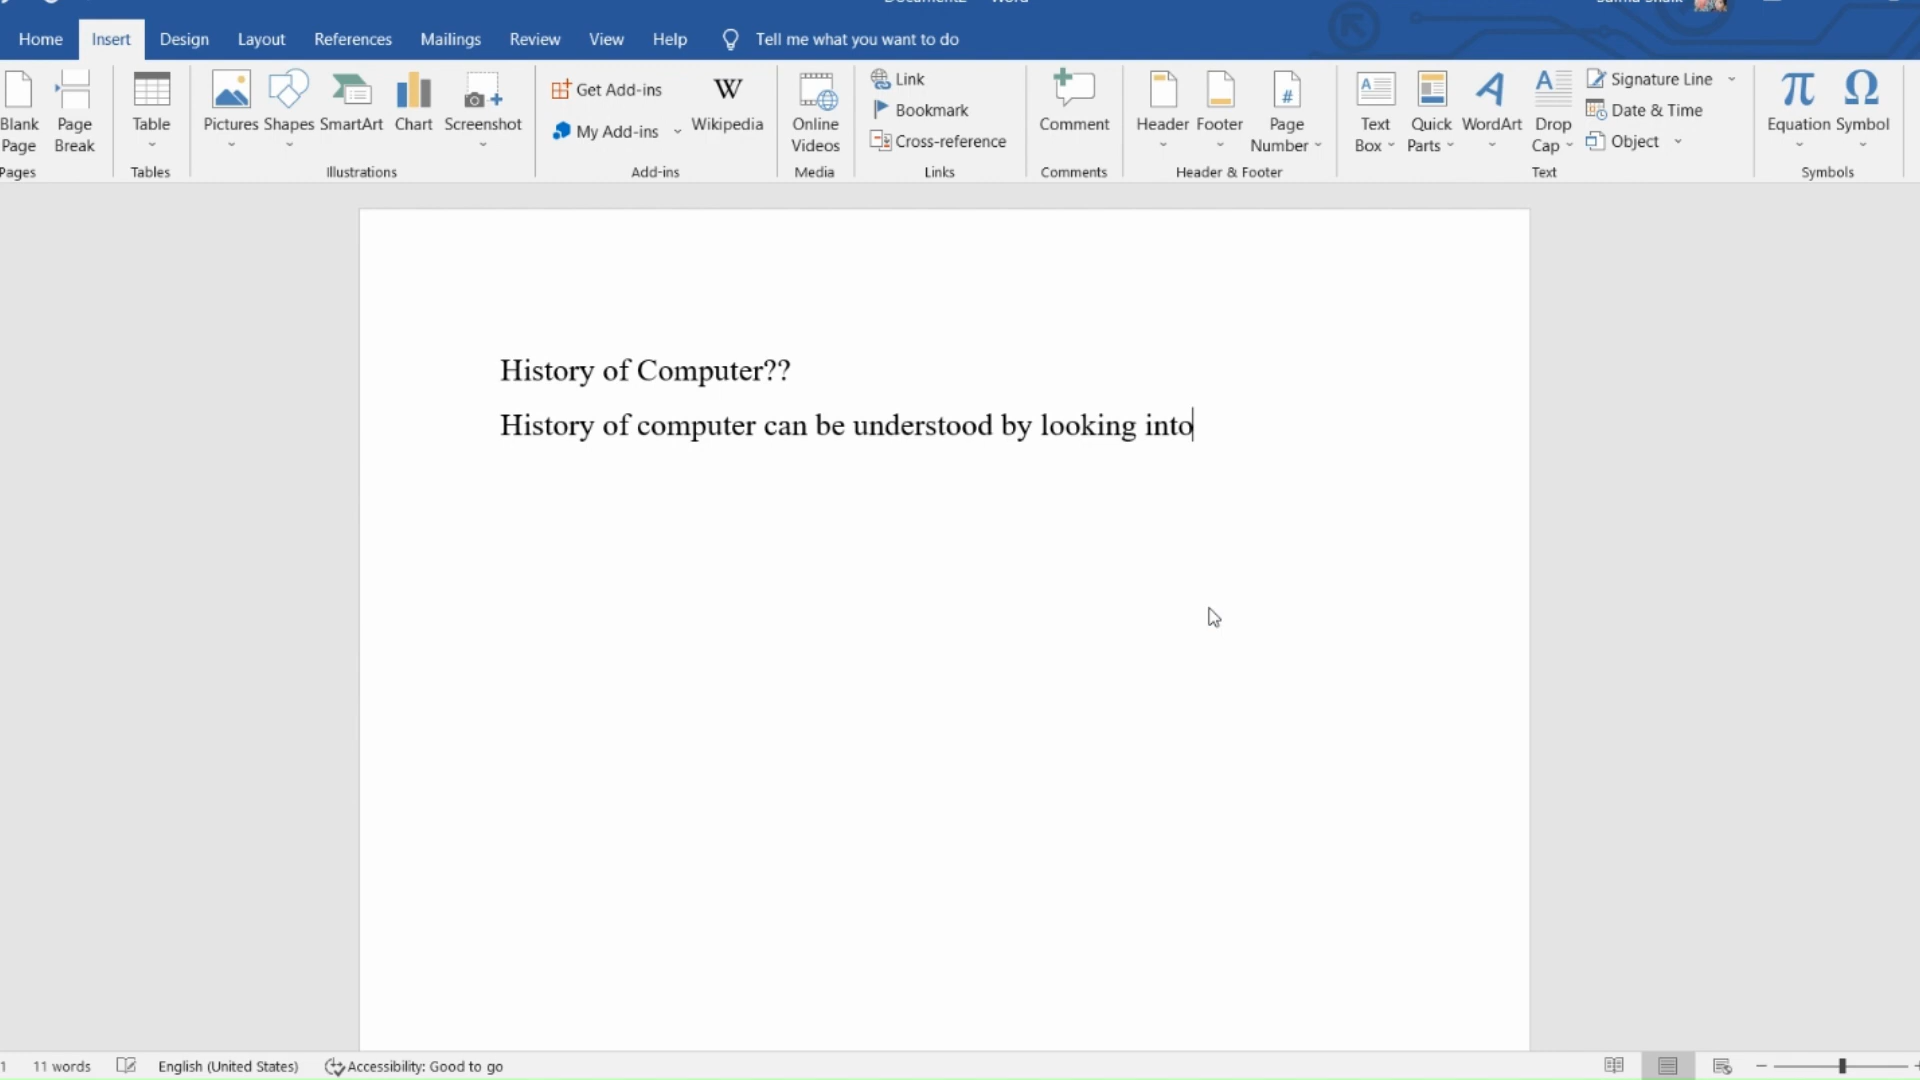 Home Insert Design Layout References Mailings Review View Help Tell me what you want to do
Blank Page
Page Break
Pages
Table
Tables
Pictures Shapes SmartArt Chart Screenshot
Illustrations
Get Add-ins
My Add-ins
Wikipedia
Add-ins
Online Videos
Media
Link
Bookmark
Cross-reference
Links
Comment
Comments
Header Footer Page Number
Header & Footer
Text Box
Quick Parts
WordArt
Drop Cap
Signature Line
Date & Time
Object
Text
Equation Symbol
Symbols
History of Computer??
History of computer can be understood by looking into
1 11 words English (United States) Accessibility: Good to go